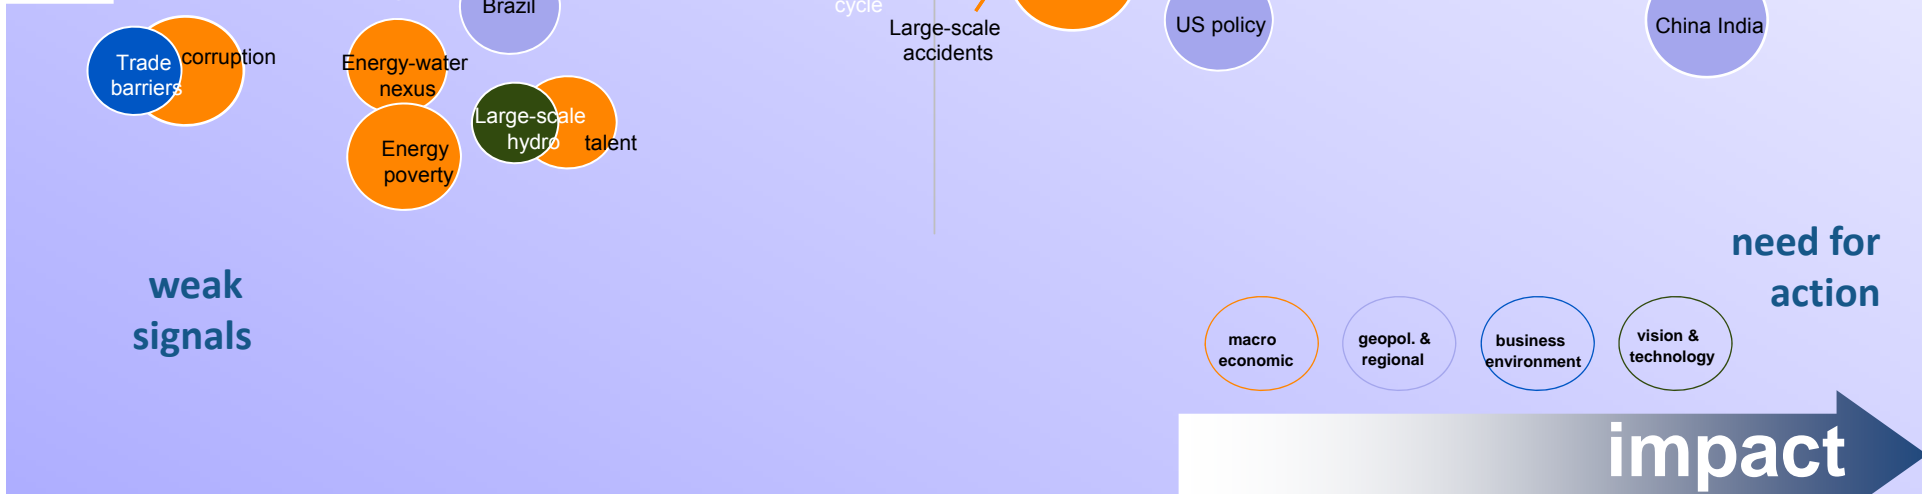 Brazil
cycle
Large-scale
accidents
US policy
China India
Trade
barriers
corruption
Energy-water
nexus
Large-scale
hydro
talent
Energy
poverty
need for
action
weak
signals
macro
economic
geopol. &
regional
business
environment
vision &
technology
impact